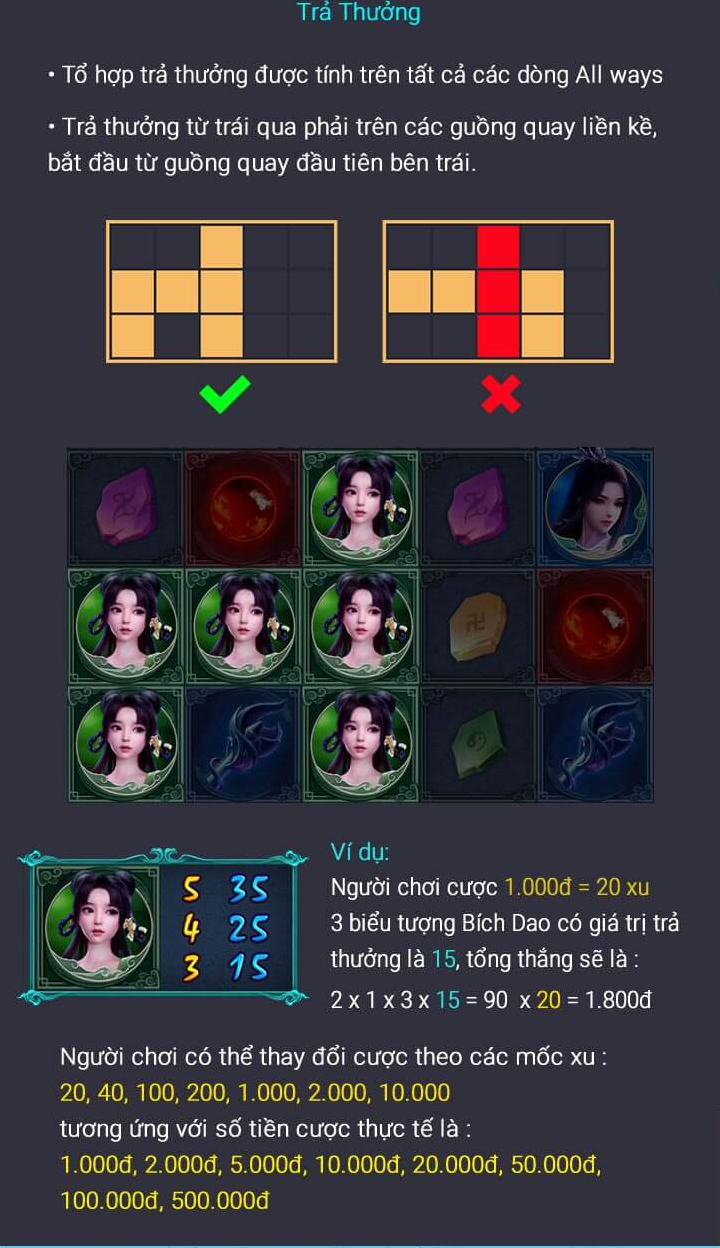 Trả Thưởng
• Tổ hợp trả thưởng được tính trên tất cả các dòng All ways
• Trả thưởng từ trái qua phải trên các guồng quay liền kề,
bắt đầu từ guồng quay đầu tiên bên trái.
Ví dụ:
Người chơi cược 1.000đ = 20 xu
3 biểu tượng Bích Dao có giá trị trả
thưởng là 15, tổng thắng sẽ là :
2 x 1 x 3 x 15 = 90 x 20 = 1.800đ
5 35
4 25
3 15
Người chơi có thể thay đổi cược theo các mốc xu :
20, 40, 100, 200, 1.000, 2.000, 10.000
tương ứng với số tiền cược thực tế là :
1.000đ, 2.000đ, 5.000đ, 10.000đ, 20.000đ, 50.000đ,
100.000đ, 500.000đ